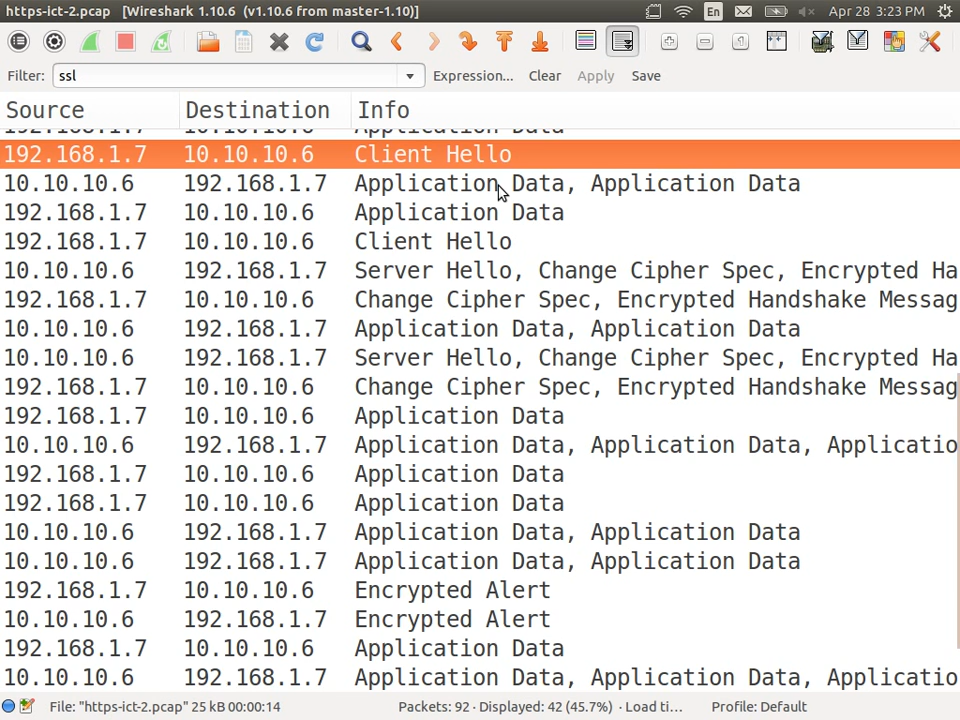 https-ict-2.pcap [Wireshark 1.10.6 (v1.10.6 from master-1.10)] En Apr 28 3:23 PM
Filter: ssl Expression... Clear Apply Save
Source Destination Info
192.168.1.7 10.10.10.6 Application Data
192.168.1.7 10.10.10.6 Client Hello
10.10.10.6 192.168.1.7 Application Data, Application Data
192.168.1.7 10.10.10.6 Application Data
192.168.1.7 10.10.10.6 Client Hello
10.10.10.6 192.168.1.7 Server Hello, Change Cipher Spec, Encrypted Ha
192.168.1.7 10.10.10.6 Change Cipher Spec, Encrypted Handshake Messag
10.10.10.6 192.168.1.7 Application Data, Application Data
10.10.10.6 192.168.1.7 Server Hello, Change Cipher Spec, Encrypted Ha
192.168.1.7 10.10.10.6 Change Cipher Spec, Encrypted Handshake Messag
192.168.1.7 10.10.10.6 Application Data
10.10.10.6 192.168.1.7 Application Data, Application Data, Applicatio
192.168.1.7 10.10.10.6 Application Data
192.168.1.7 10.10.10.6 Application Data
10.10.10.6 192.168.1.7 Application Data, Application Data
10.10.10.6 192.168.1.7 Application Data, Application Data
192.168.1.7 10.10.10.6 Encrypted Alert
10.10.10.6 192.168.1.7 Encrypted Alert
192.168.1.7 10.10.10.6 Application Data
10.10.10.6 192.168.1.7 Application Data, Application Data, Applicatio
File: "https-ict-2.pcap" 25 kB 00:00:14 Packets: 92 · Displayed: 42 (45.7%) · Load ti... Profile: Default